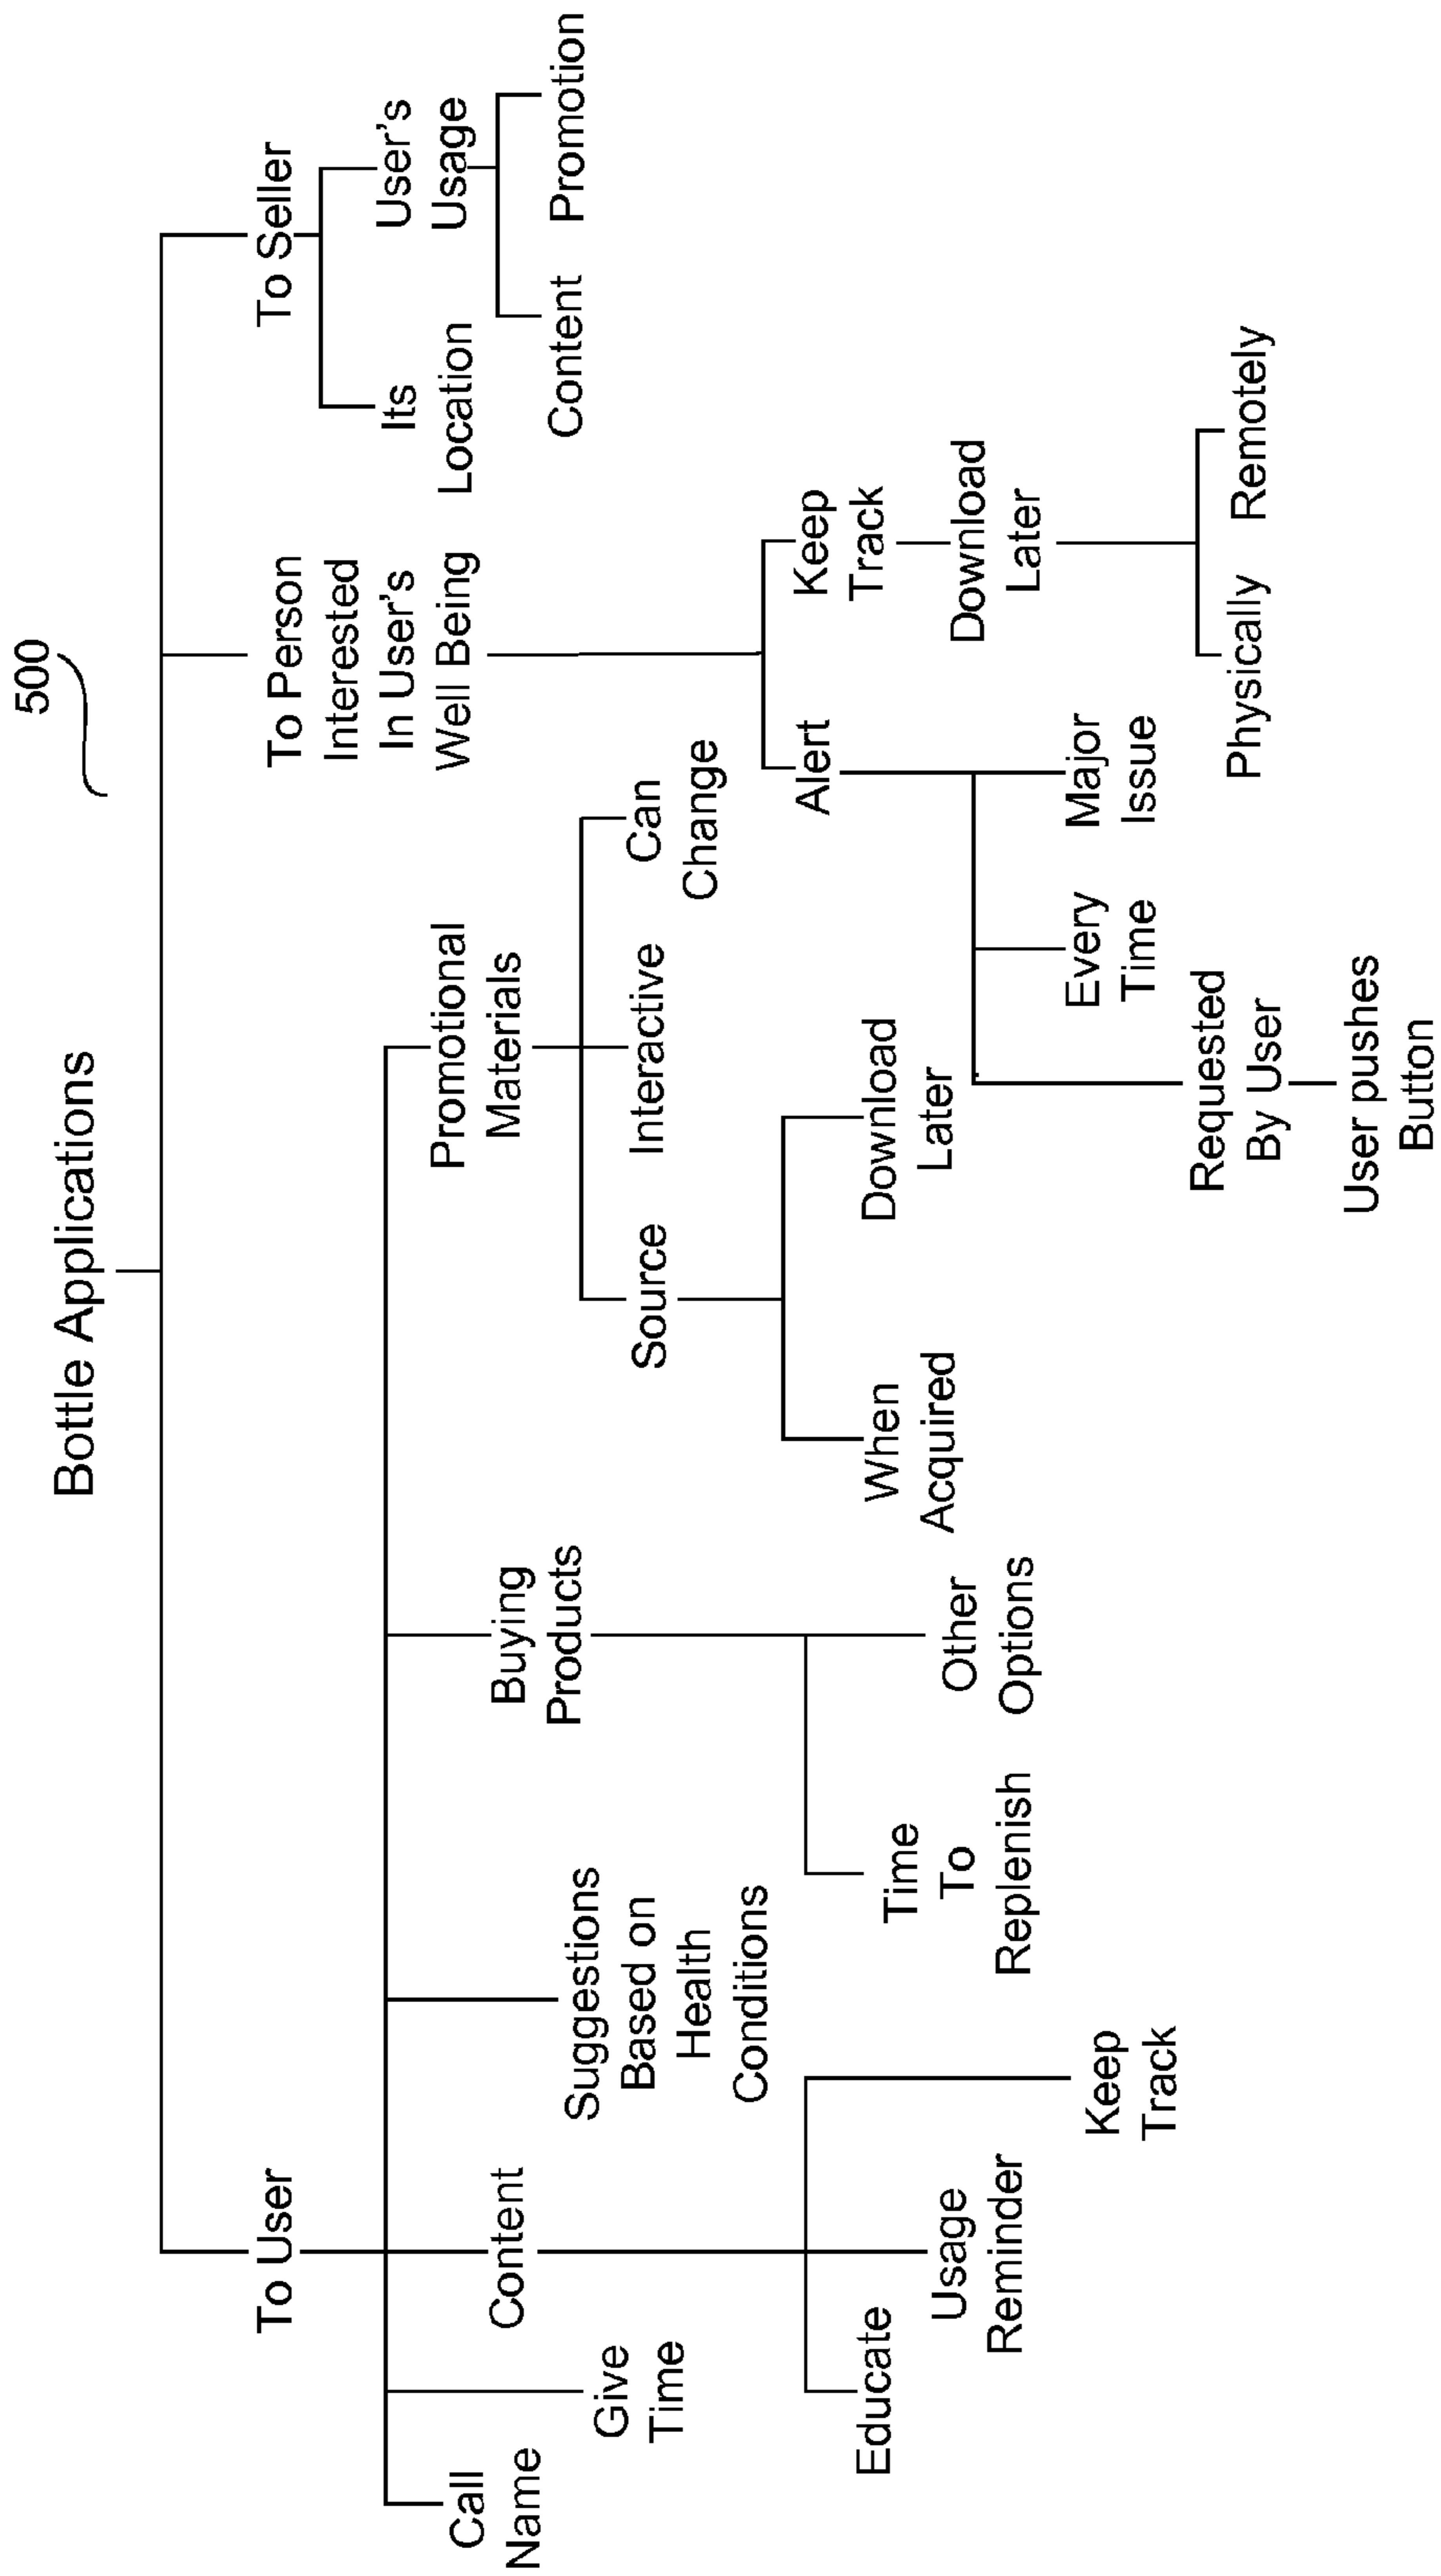 500
Bottle Applications
To User
To Person
Interested
In User's
Well Being
To Seller
Call
Name
Give
Time
Content
Suggestions
Based on
Health
Conditions
Buying
Products
Promotional
Materials
Its
Location
User's
Usage
Educate
Usage
Reminder
Keep
Track
Time
To
Replenish
Other
Options
Source
Interactive
Can
Change
When
Acquired
Download
Later
Alert
Keep
Track
Download
Later
Content
Promotion
Requested
By User
User pushes
Button
Every
Time
Major
Issue
Physically
Remotely